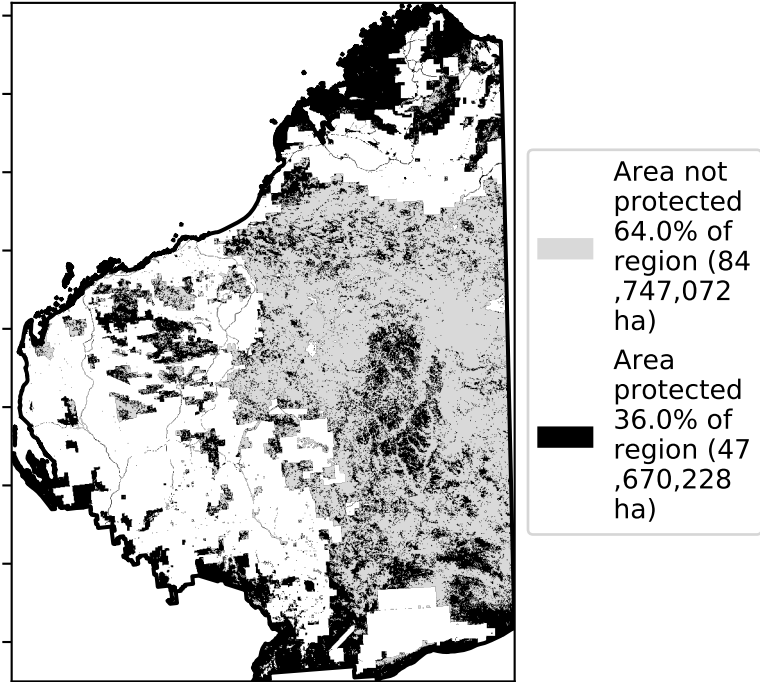 Area not
protected
64.0% of
region (84
,747,072
ha)
Area
protected
36.0% of
region (47
,670,228
ha)